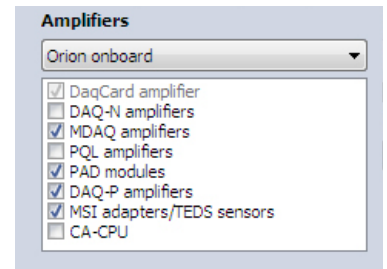 Amplifiers
Orion onboard
DaqCard amplifier
DAQ-N amplifiers
MDAQ amplifiers
PQL amplifiers
PAD modules
DAQ-P amplifiers
MSI adapters/TEDS sensors
CA-CPU